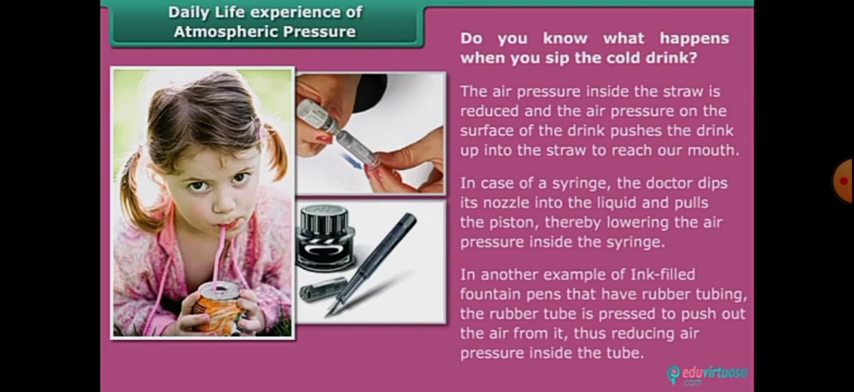 Daily Life experience of
Atmospheric Pressure
Do you know what happens
when you sip the cold drink?
The air pressure inside the straw is
reduced and the air pressure on the
surface of the drink pushes the drink
up into the straw to reach our mouth.
In case of a syringe, the doctor dips
its nozzle into the liquid and pulls
the piston, thereby lowering the air
pressure inside the syringe.
In another example of Ink-filled
fountain pens that have rubber tubing,
the rubber tube is pressed to push out
the air from it, thus reducing air
pressure inside the tube.
eduvirtuoso
.com